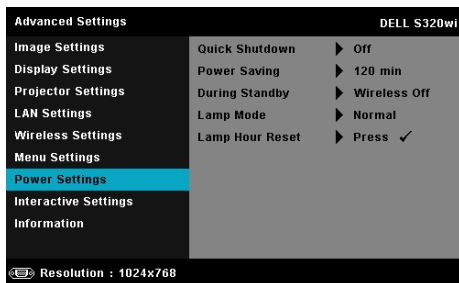 Advanced Settings DELL S320wi
Image Settings Quick Shutdown Off
Display Settings Power Saving 120 min
Projector Settings During Standby Wireless Off
LAN Settings Lamp Mode Normal
Wireless Settings Lamp Hour Reset Press ✓
Menu Settings
Power Settings
Interactive Settings
Information
Resolution : 1024x768